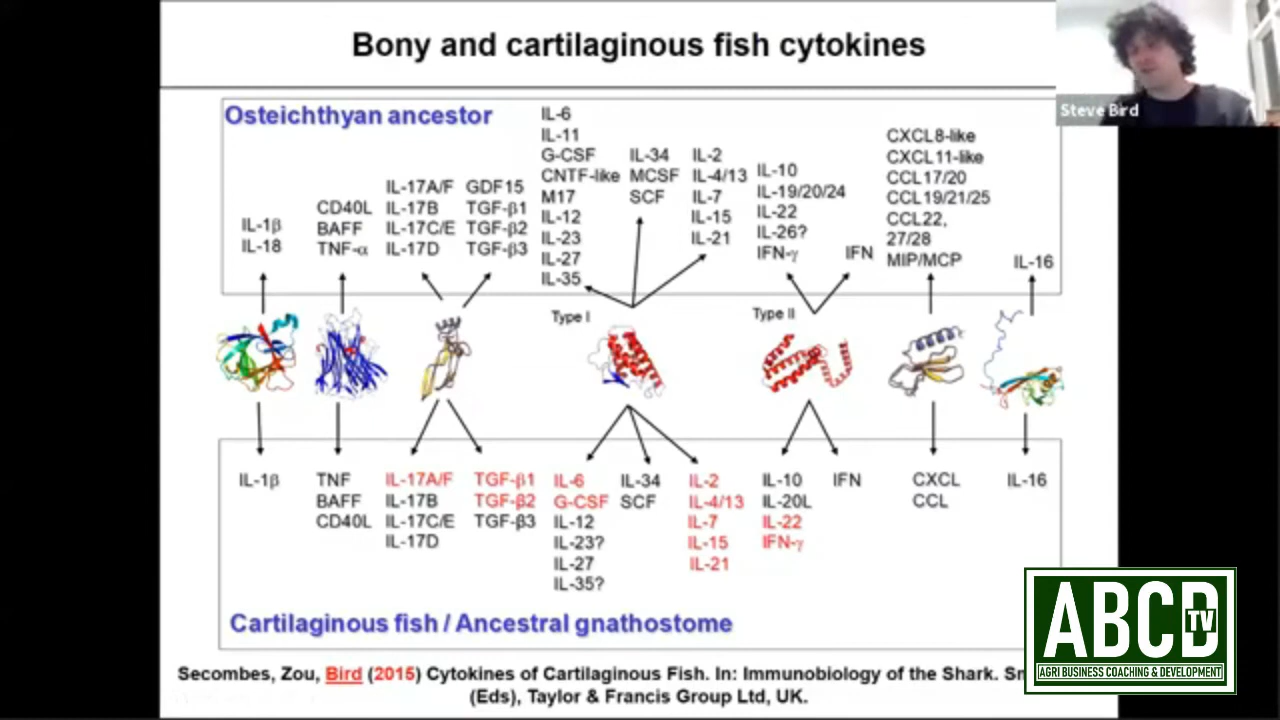 Bony and cartilaginous fish cytokines
Steve Bird
Osteichthyan ancestor
IL-1β
IL-18
CD40L
BAFF
TNF-α
IL-17A/F
IL-17B
IL-17C/E
IL-17D
GDF15
TGF-β1
TGF-β2
TGF-β3
IL-6
IL-11
G-CSF
CNTF-like
M17
IL-12
IL-23
IL-27
IL-35
IL-34
MCSF
SCF
IL-2
IL-4/13
IL-7
IL-15
IL-21
IL-10
IL-19/20/24
IL-22
IL-26?
IFN-γ
IFN
CXCL8-like
CXCL11-like
CCL17/20
CCL19/21/25
CCL22,
27/28
MIP/MCP
IL-16
Type I
Type II
IL-1β
TNF
BAFF
CD40L
IL-17A/F
IL-17B
IL-17C/E
IL-17D
TGF-β1
TGF-β2
TGF-β3
IL-6
G-CSF
IL-12
IL-23?
IL-27
IL-35?
IL-34
SCF
IL-2
IL-4/13
IL-7
IL-15
IL-21
IL-10
IL-20L
IL-22
IFN-γ
IFN
CXCL
CCL
IL-16
Cartilaginous fish / Ancestral gnathostome
Secombes, Zou, Bird (2015) Cytokines of Cartilaginous Fish. In: Immunobiology of the Shark.
(Eds), Taylor & Francis Group Ltd, UK.
ABCD
TV
AGRI BUSINESS COACHING & DEVELOPMENT